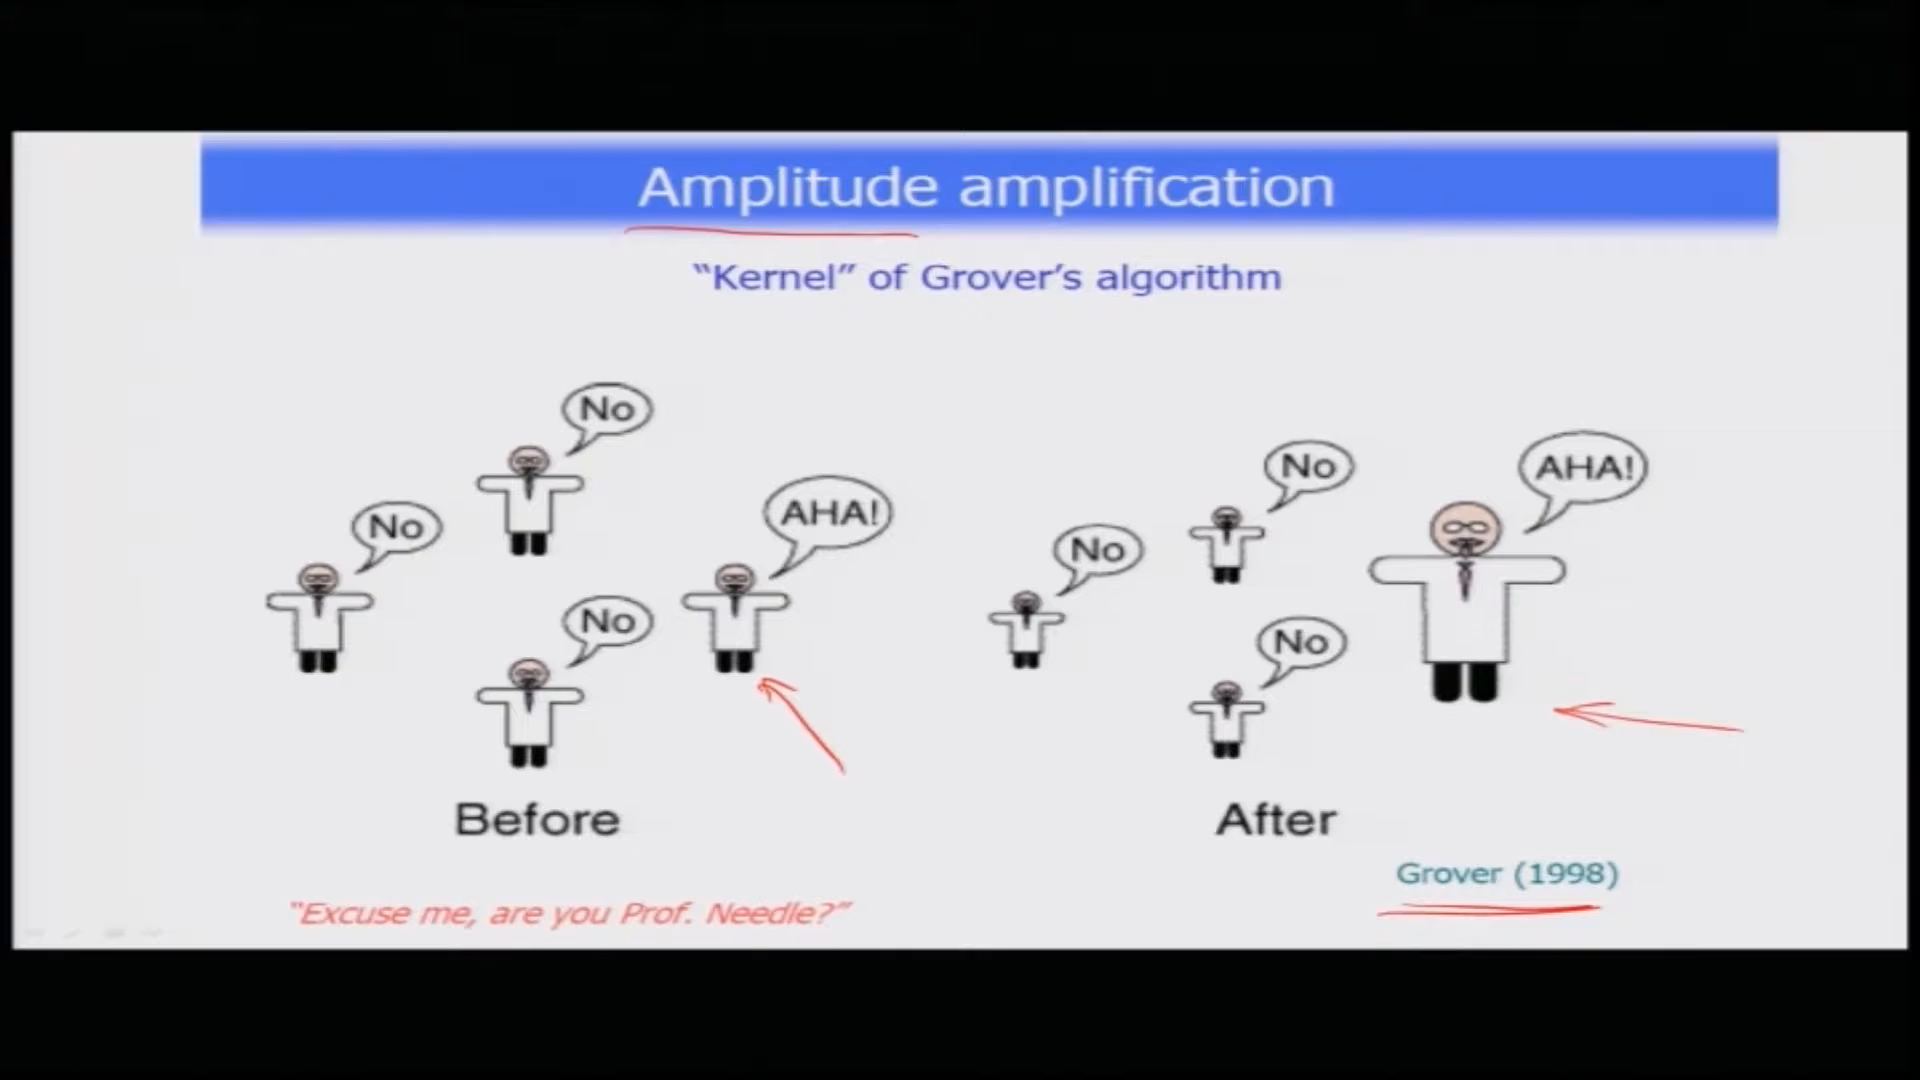 Amplitude amplification
“Kernel” of Grover’s algorithm
No
No
AHA!
No
Before
No
No
AHA!
No
After
Grover (1998)
“Excuse me, are you Prof. Needle?”